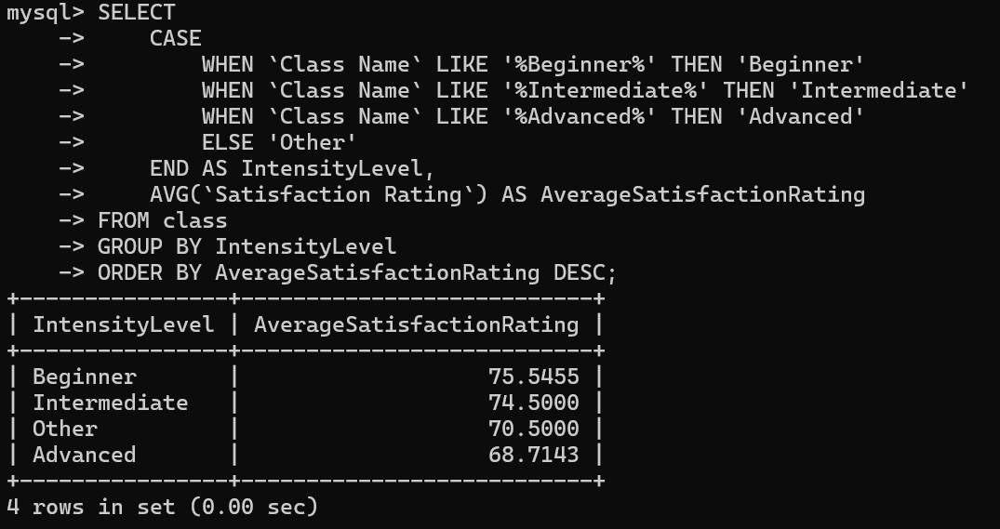 mysql> SELECT
    ->     CASE
    ->         WHEN `Class Name` LIKE '%Beginner%' THEN 'Beginner'
    ->         WHEN `Class Name` LIKE '%Intermediate%' THEN 'Intermediate'
    ->         WHEN `Class Name` LIKE '%Advanced%' THEN 'Advanced'
    ->         ELSE 'Other'
    ->     END AS IntensityLevel,
    ->     AVG(`Satisfaction Rating`) AS AverageSatisfactionRating
    -> FROM class
    -> GROUP BY IntensityLevel
    -> ORDER BY AverageSatisfactionRating DESC;
+----------------+---------------------------+
| IntensityLevel | AverageSatisfactionRating |
+----------------+---------------------------+
| Beginner       |                   75.5455 |
| Intermediate   |                   74.5000 |
| Other          |                   70.5000 |
| Advanced       |                   68.7143 |
+----------------+---------------------------+
4 rows in set (0.00 sec)